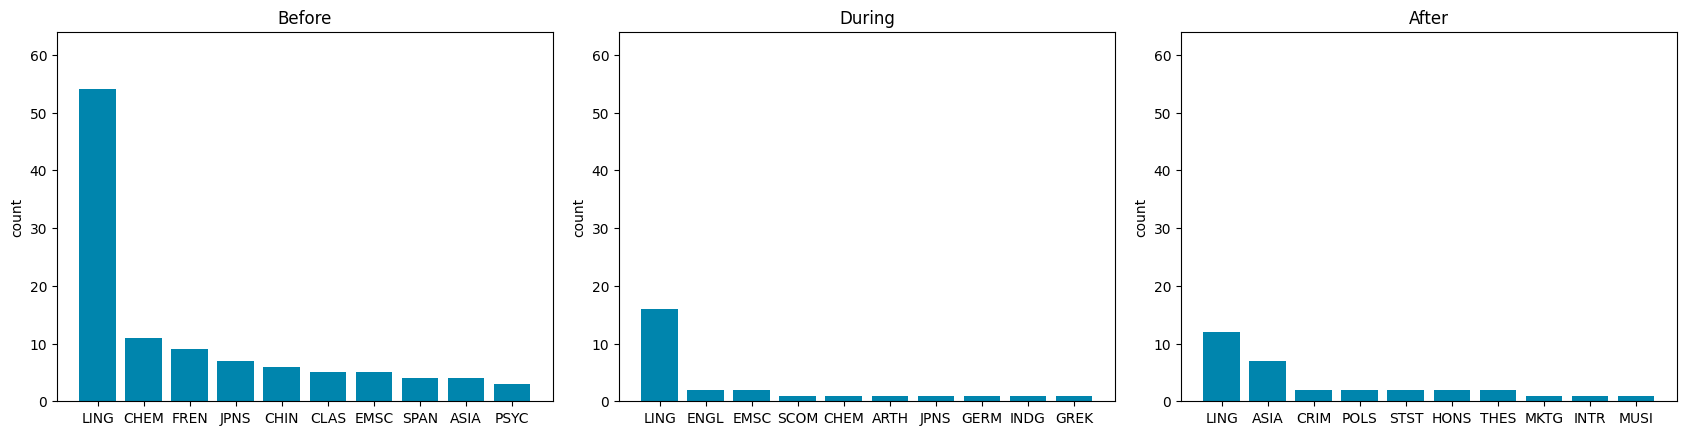 Before
60
50
40
30
20
10
0
count
LING CHEM FREN JPNS CHIN CLAS EMSC SPAN ASIA PSYC
During
60
50
40
30
20
10
0
count
LING ENGL EMSC SCOM CHEM ARTH JPNS GERM INDG GREK
After
60
50
40
30
20
10
0
count
LING ASIA CRIM POLS STST HONS THES MKTG INTR MUSI